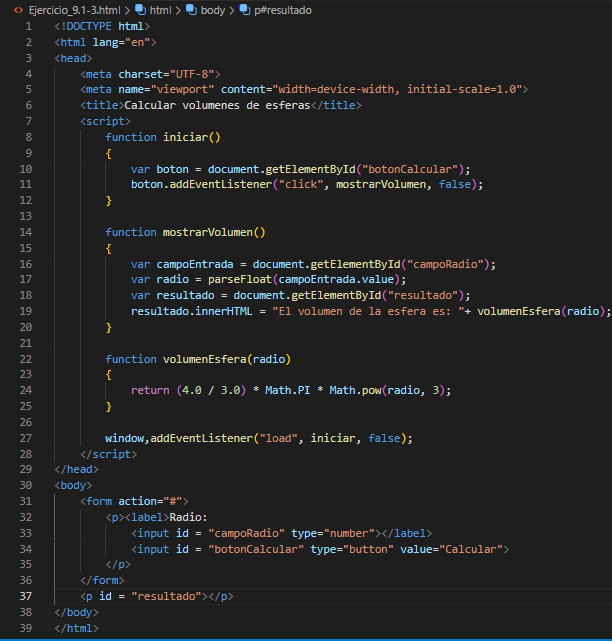 Ejercicio_9.1-3.html > html > body > p#resultado
1 <!DOCTYPE html>
2 <html lang="en">
3 <head>
4 <meta charset="UTF-8">
5 <meta name="viewport" content="width=device-width, initial-scale=1.0">
6 <title>Calcular volumenes de esferas</title>
7 <script>
8 function iniciar()
9 {
10 var boton = document.getElementById("botonCalcular");
11 boton.addEventListener("click", mostrarVolumen, false);
12 }
13
14 function mostrarVolumen()
15 {
16 var campoEntrada = document.getElementById("campoRadio");
17 var radio = parseFloat(campoEntrada.value);
18 var resultado = document.getElementById("resultado");
19 resultado.innerHTML = "El volumen de la esfera es: "+ volumenEsfera(radio);
20 }
21
22 function volumenEsfera(radio)
23 {
24 return (4.0 / 3.0) * Math.PI * Math.pow(radio, 3);
25 }
26
27 window,addEventListener("load", iniciar, false);
28 </script>
29 </head>
30 <body>
31 <form action="#">
32 <p><label>Radio:
33 <input id = "campoRadio" type="number"></label>
34 <input id = "botonCalcular" type="button" value="Calcular">
35 </p>
36 </form>
37 <p id = "resultado"></p>
38 </body>
39 </html>